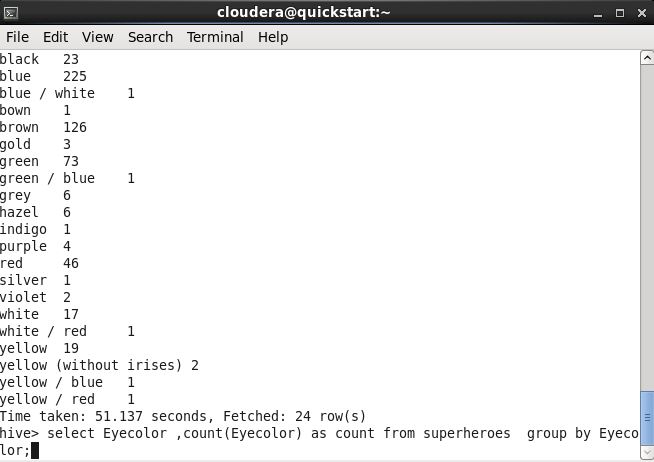 cloudera@quickstart:~
File Edit View Search Terminal Help
black 23
blue 225
blue / white 1
bown 1
brown 126
gold 3
green 73
green / blue 1
grey 6
hazel 6
indigo 1
purple 4
red 46
silver 1
violet 2
white 17
white / red 1
yellow 19
yellow (without irises) 2
yellow / blue 1
yellow / red 1
Time taken: 51.137 seconds, Fetched: 24 row(s)
hive> select Eyecolor ,count(Eyecolor) as count from superheroes  group by Eyeco
lor;